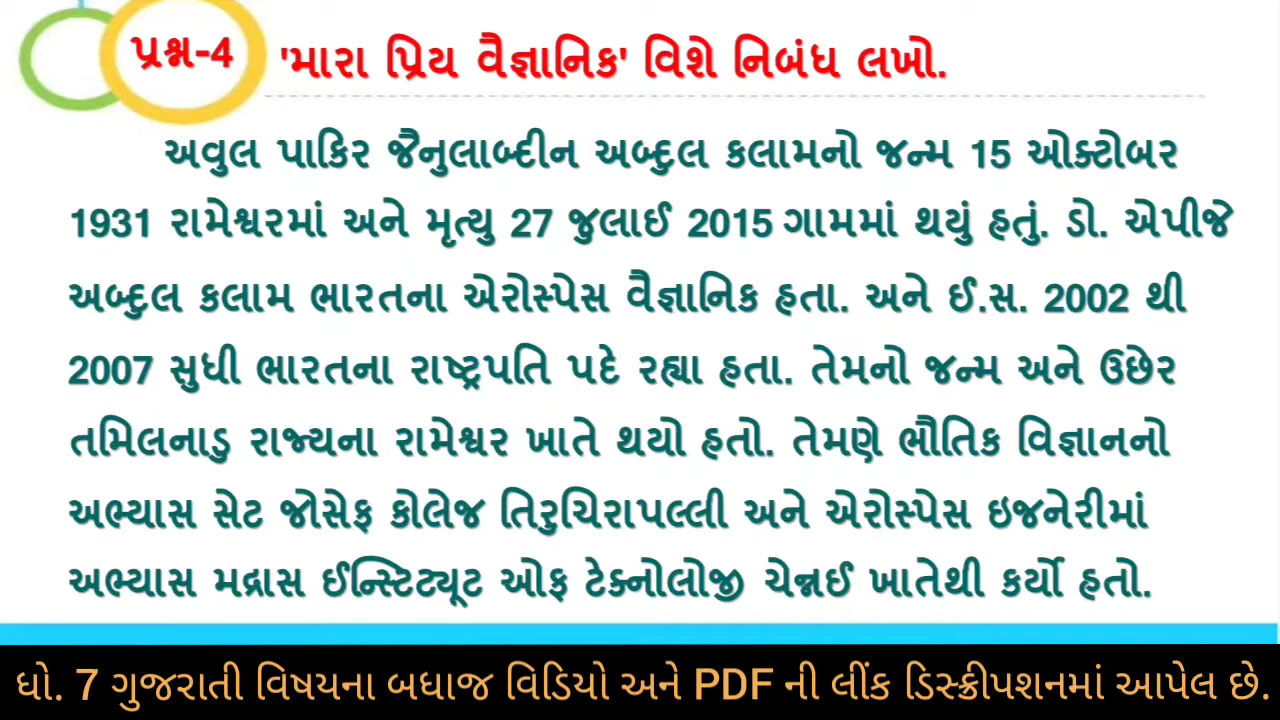 પ્રશ્ન-4
'મારા પ્રિય વૈજ્ઞાનિક' વિશે નિબંધ લખો.
અવુલ પાકિર જૈનુલાબ્દીન અબ્દુલ કલામનો જન્મ 15 ઓક્ટોબર
1931 રામેશ્વરમાં અને મૃત્યુ 27 જુલાઈ 2015 ગામમાં થયું હતું. ડો. એપીજે
અબ્દુલ કલામ ભારતના એરોસ્પેસ વૈજ્ઞાનિક હતા. અને ઈ.સ. 2002 થી
2007 સુધી ભારતના રાષ્ટ્રપતિ પદે રહ્યા હતા. તેમનો જન્મ અને ઉછેર
તમિલનાડુ રાજ્યના રામેશ્વર ખાતે થયો હતો. તેમણે ભૌતિક વિજ્ઞાનનો
અભ્યાસ સેટ જોસેફ કોલેજ તિરુચિરાપલ્લી અને એરોસ્પેસ ઇજનેરીમાં
અભ્યાસ મદ્રાસ ઈન્સ્ટિટ્યૂટ ઓફ ટેક્નોલોજી ચેન્નઈ ખાતેથી કર્યો હતો.
ધો. 7 ગુજરાતી વિષયના બધાજ વિડિયો અને PDF ની લીંક ડિસ્ક્રીપશનમાં આપેલ છે.